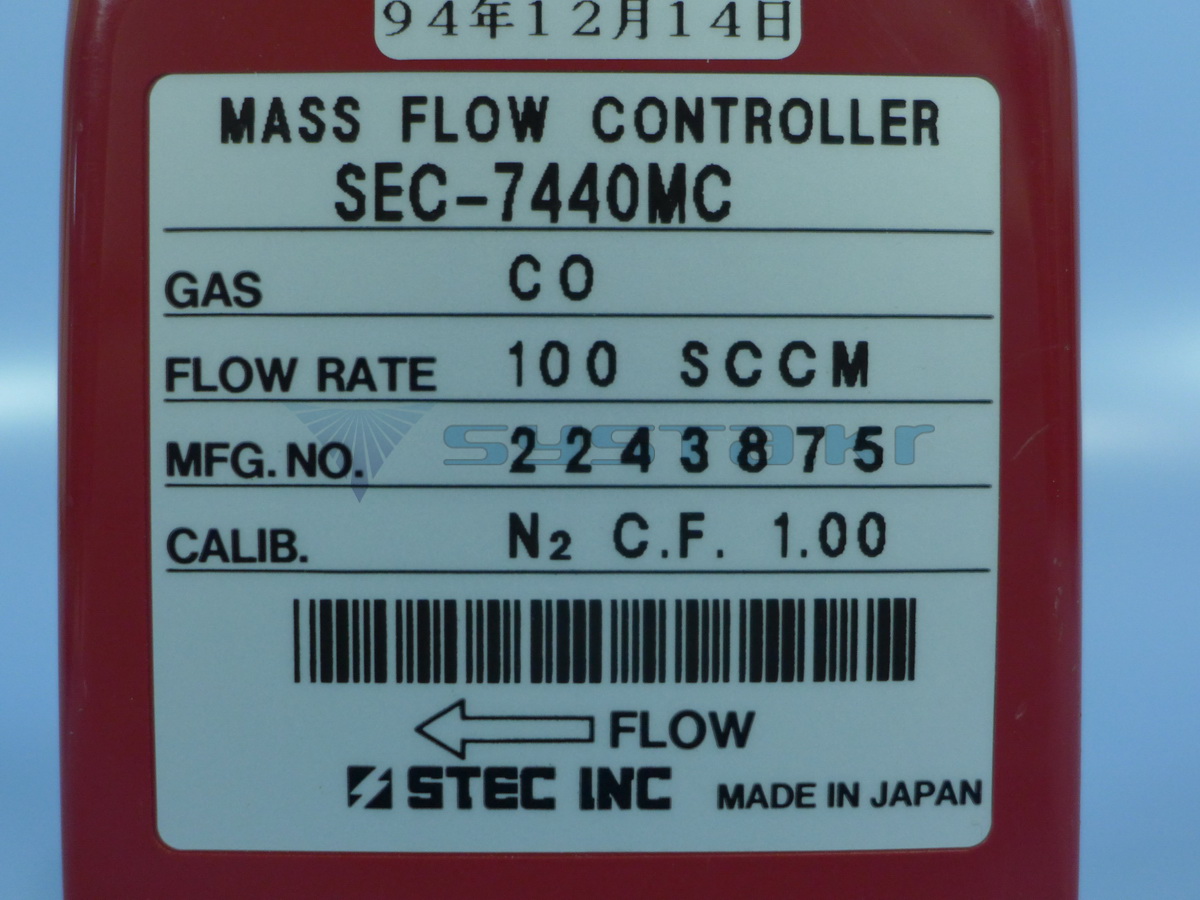 94年12月14日
MASS FLOW CONTROLLER
SEC-7440MC
GAS CO
FLOW RATE 100 SCCM
MFG. NO. 2243875
systaKr
CALIB. N₂ C.F. 1.00
FLOW
STEC INC MADE IN JAPAN